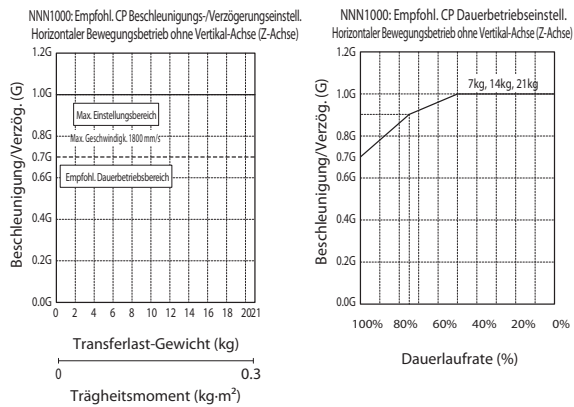 NNN1000: Empfohl. CP Beschleunigungs-/Verzögerungseinstell.
Horizontaler Bewegungsbetrieb ohne Vertikal-Achse (Z-Achse)
Beschleunigung/Verzög. (G)
1.2G
1.0G
0.8G
0.7G
0.6G
0.4G
0.2G
0.0G
Max. Einstellungsbereich
Max. Geschwindigk. 1800 mm/s
Empfohl. Dauerbetriebsbereich
0 2 4 6 8 10 12 14 16 18 2021
Transferlast-Gewicht (kg)
0 0.3
Trägheitsmoment (kg·m²)
NNN1000: Empfohl. CP Dauerbetriebseinstell.
Horizontaler Bewegungsbetrieb ohne Vertikal-Achse (Z-Achse)
Beschleunigung/Verzög. (G)
1.2G
1.0G
0.8G
0.7G
0.6G
0.4G
0.2G
0.0G
7kg, 14kg, 21kg
100% 80% 60% 40% 20% 0%
Dauerlaufrate (%)